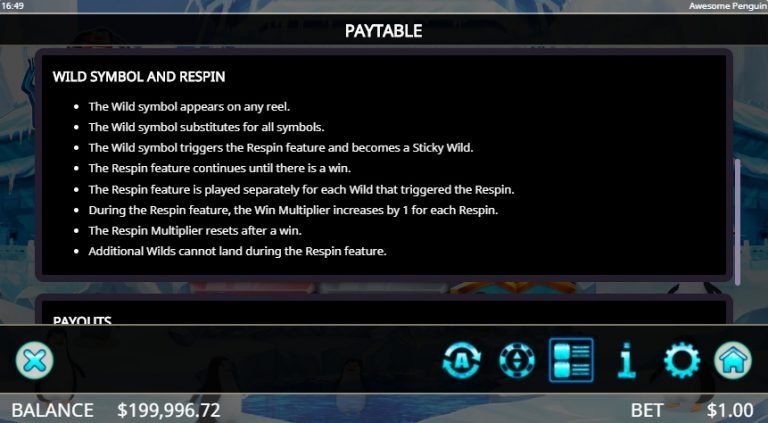 16:49
Awesome Penguin
PAYTABLE
WILD SYMBOL AND RESPIN
• The Wild symbol appears on any reel.
• The Wild symbol substitutes for all symbols.
• The Wild symbol triggers the Respin feature and becomes a Sticky Wild.
• The Respin feature continues until there is a win.
• The Respin feature is played separately for each Wild that triggered the Respin.
• During the Respin feature, the Win Multiplier increases by 1 for each Respin.
• The Respin Multiplier resets after a win.
• Additional Wilds cannot land during the Respin feature.
PAYOUTS
A
BALANCE $199,996.72
BET $1.00